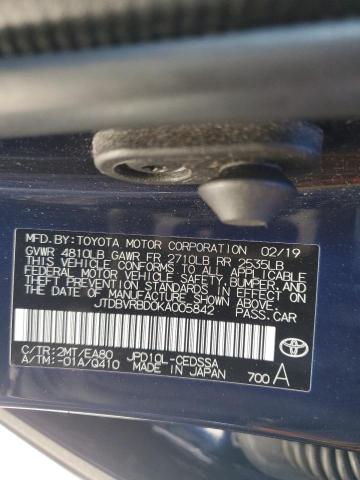 MFD.BY:TOYOTA MOTOR CORPORATION 02/19
GVWR 4810LB GAWR FR 2710LB RR 2535LB
THIS VEHICLE CONFORMS TO ALL APPLICABLE
FEDERAL MOTOR VEHICLE SAFETY, BUMPER, AND
THEFT PREVENTION STANDARDS IN EFFECT ON
THE DATE OF MANUFACTURE SHOWN ABOVE.
JTDBVRBD0KA005842 PASS.CAR
C/TR:2MT/EA80 JPD10L-CEDSSA
A/TM:-01A/Q410 MADE IN JAPAN 700 A